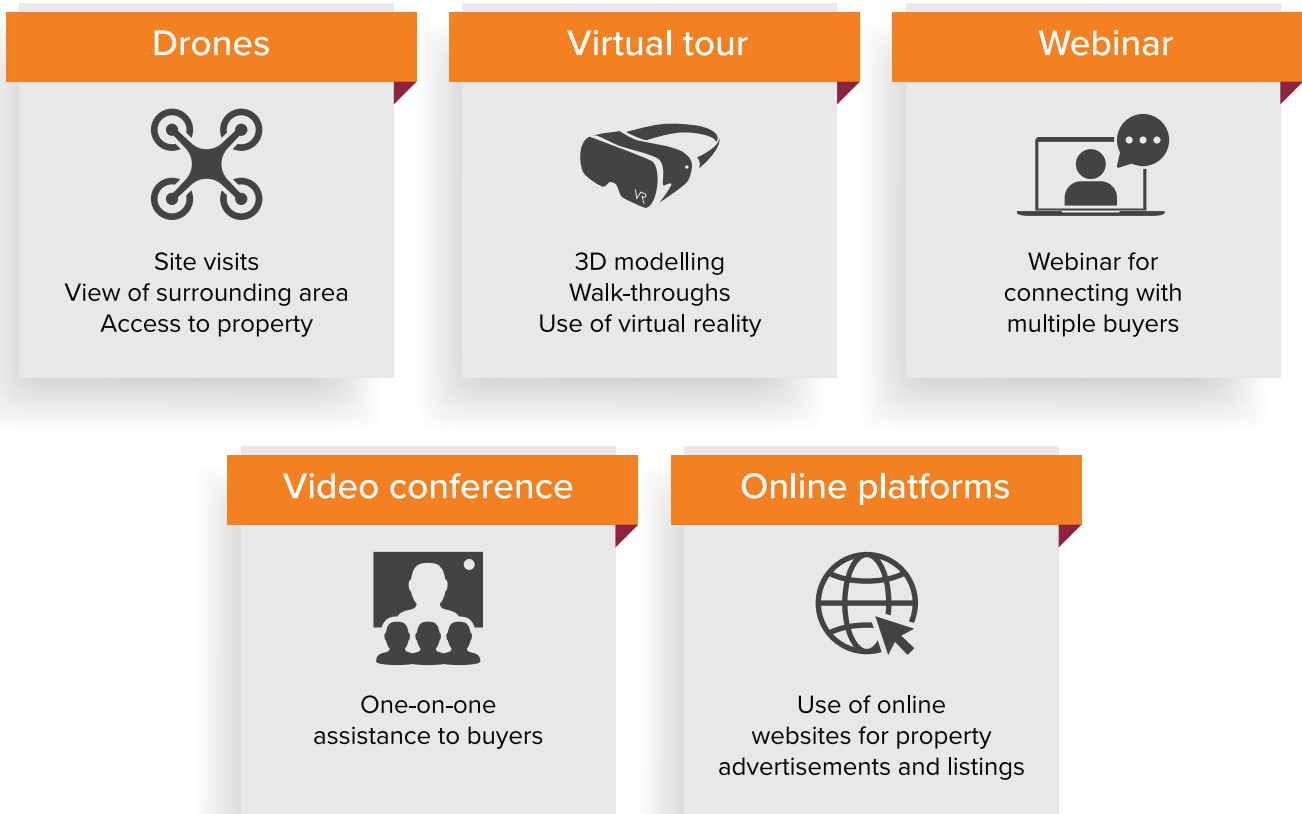 Drones
Site visits
View of surrounding area
Access to property
Virtual tour
VR
3D modelling
Walk-throughs
Use of virtual reality
Webinar
Webinar for
connecting with
multiple buyers
Video conference
One-on-one
assistance to buyers
Online platforms
Use of online
websites for property
advertisements and listings